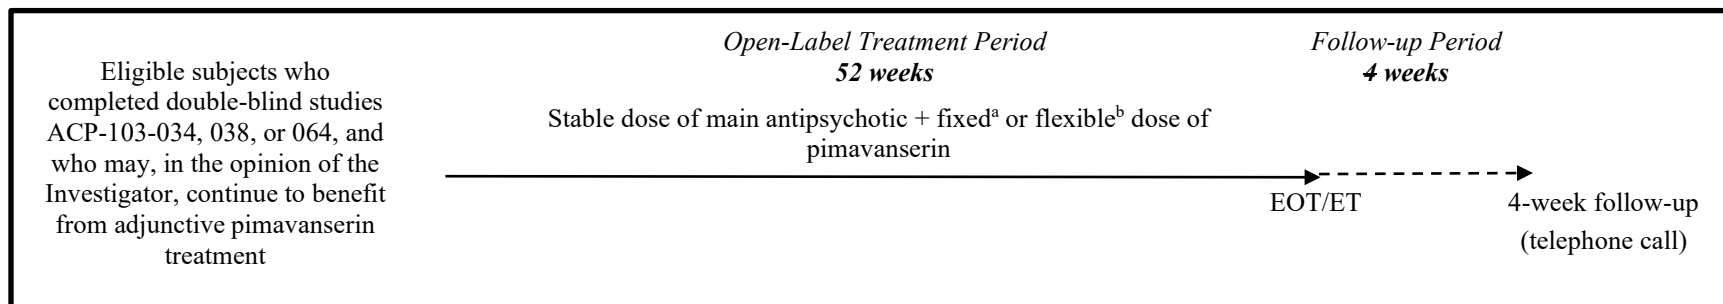 Eligible subjects who
completed double-blind studies
ACP-103-034, 038, or 064, and
who may, in the opinion of the
Investigator, continue to benefit
from adjunctive pimavanserin
treatment
Open-Label Treatment Period
52 weeks
Stable dose of main antipsychotic + fixedᵃ or flexibleᵇ dose of
pimavanserin
Follow-up Period
4 weeks
EOT/ET
4-week follow-up
(telephone call)